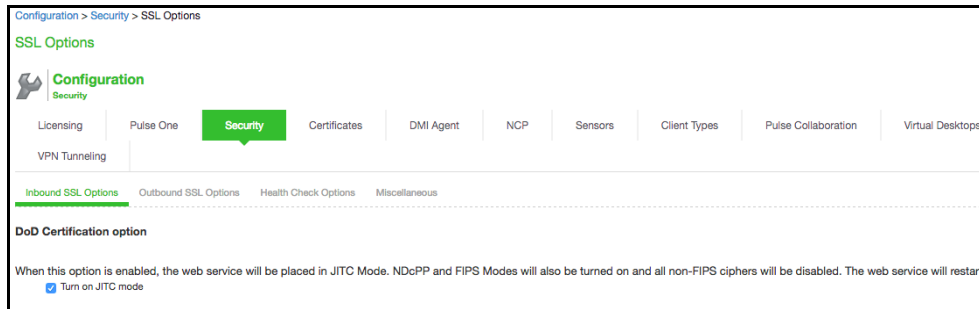 Configuration > Security > SSL Options
SSL Options
Configuration
Security
Licensing Pulse One Security Certificates DMI Agent NCP Sensors Client Types Pulse Collaboration Virtual Desktops
VPN Tunneling
Inbound SSL Options Outbound SSL Options Health Check Options Miscellaneous
DoD Certification option
When this option is enabled, the web service will be placed in JITC Mode. NDcPP and FIPS Modes will also be turned on and all non-FIPS ciphers will be disabled. The web service will restar
Turn on JITC mode